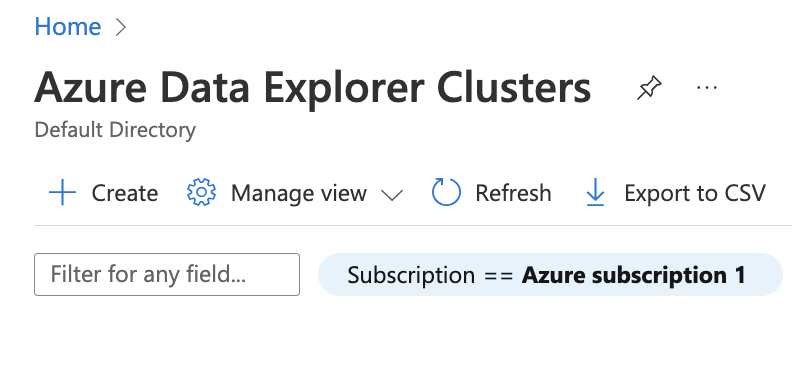 Home
Azure Data Explorer Clusters
Default Directory
Create Manage view Refresh Export to CSV
Filter for any field... Subscription == Azure subscription 1